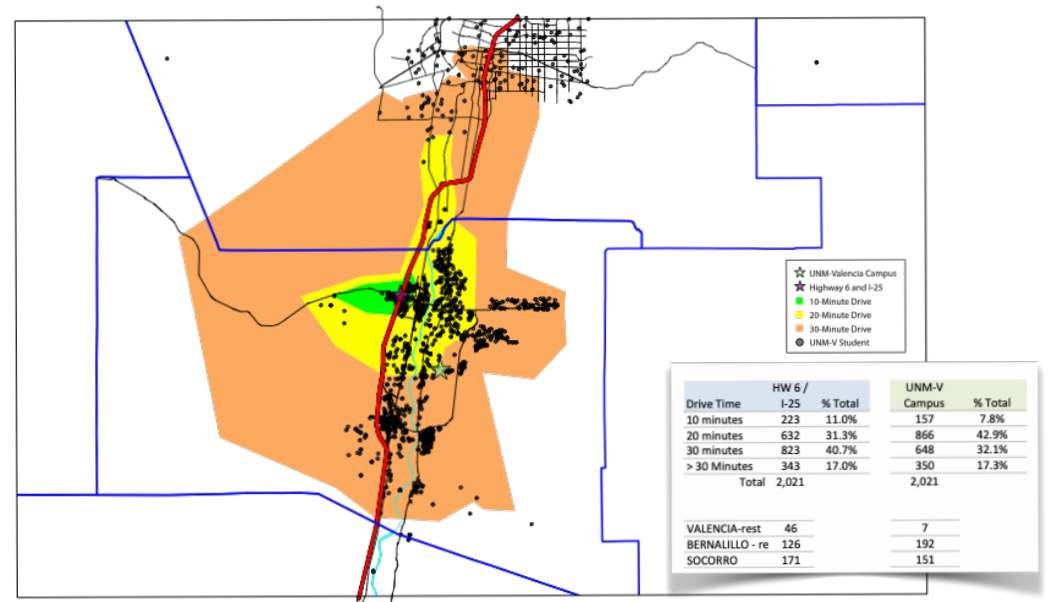 UNM-Valencia Campus
Highway 6 and I-25
10-Minute Drive
20-Minute Drive
30-Minute Drive
UNM-V Student
HW 6 / UNM-V
Drive Time I-25 % Total Campus % Total
10 minutes 223 11.0% 157 7.8%
20 minutes 632 31.3% 866 42.9%
30 minutes 823 40.7% 648 32.1%
> 30 Minutes 343 17.0% 350 17.3%
Total 2,021 2,021
VALENCIA-rest 46 7
BERNALILLO - re 126 192
SOCORRO 171 151